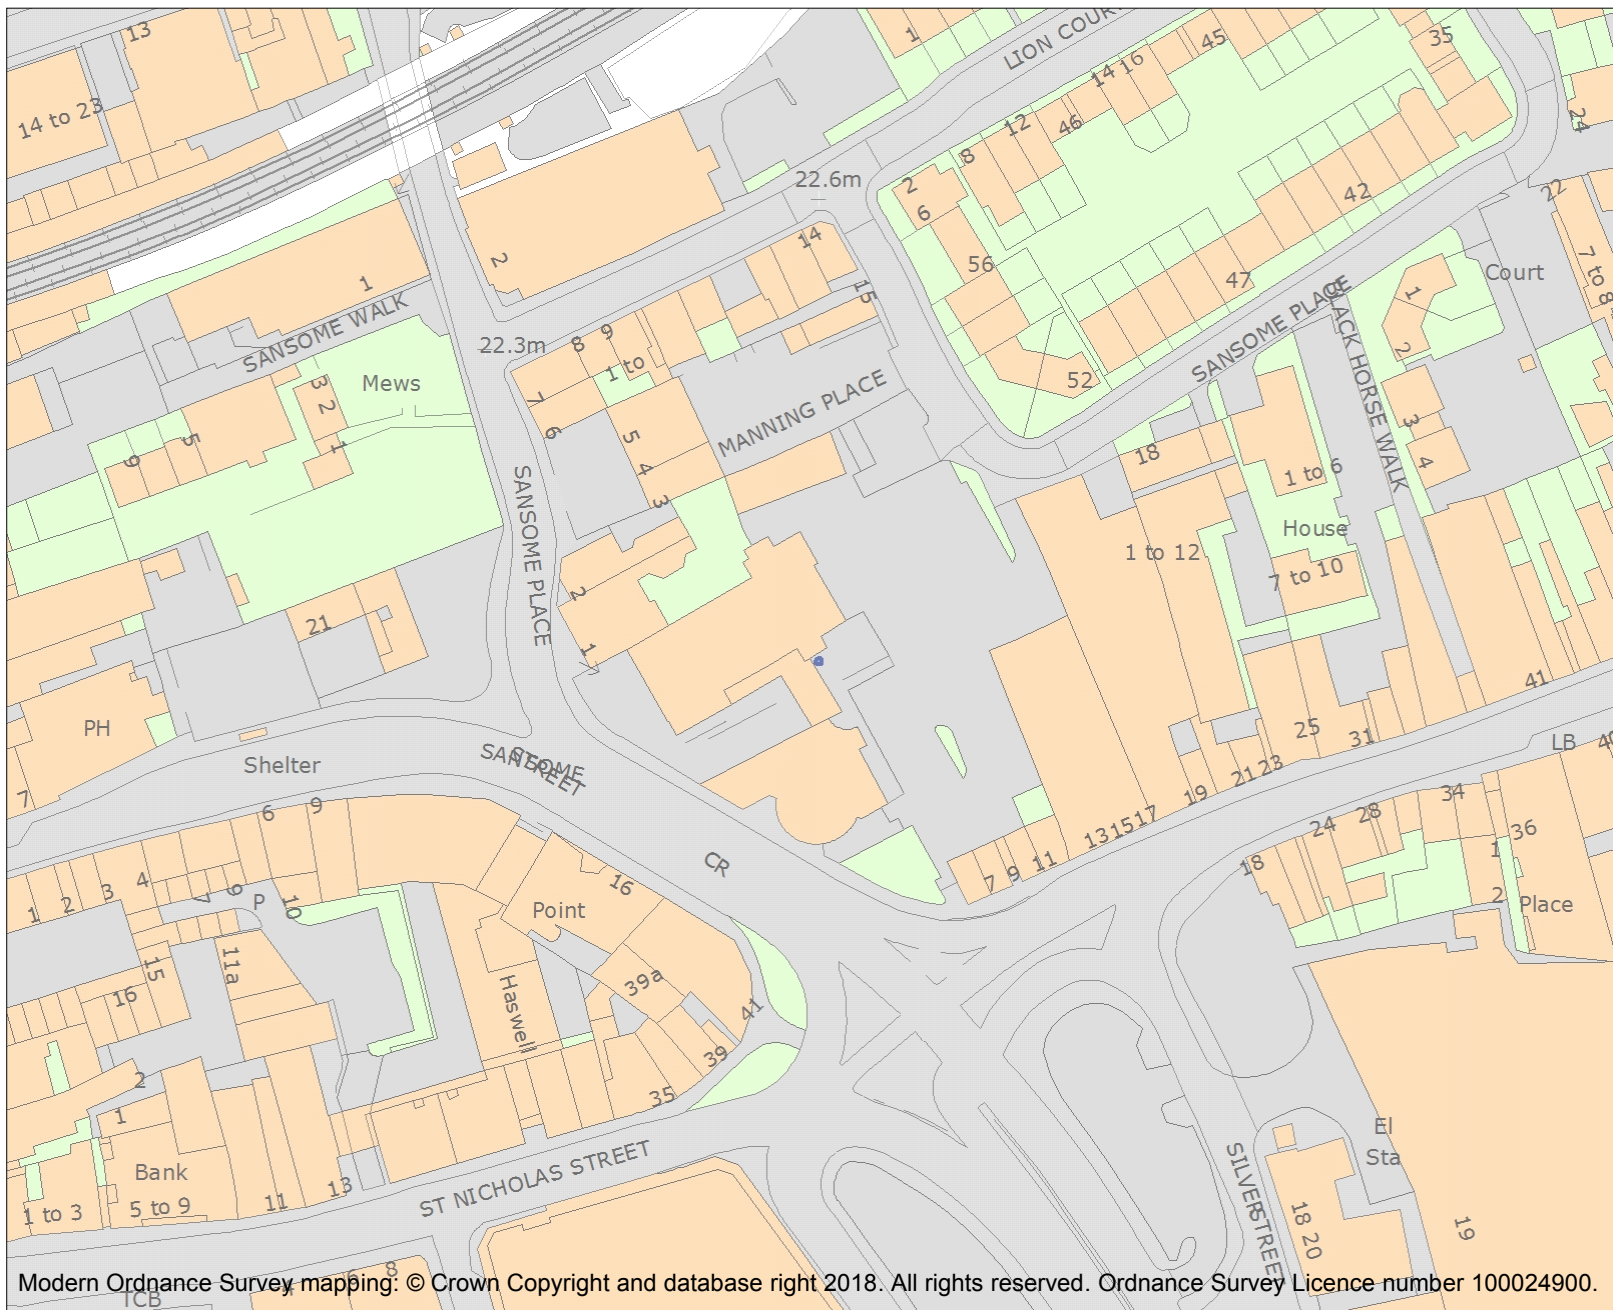 13
14 to 23
1
LION COURT
45
35
14
16
46
12
8
24
22.6m
2
6
56
42
22
2
14
15
47
Court
7 to 8
1
SANSOME WALK
1
2
SANSOME PLACE
BLACK HORSE WALK
22.3m
8
9
1 to
MANNING PLACE
52
Mews
3
2
1
5
9
7
6
5
4
3
18
3
4
1 to 6
House
1 to 12
7 to 10
SANSOME PLACE
2
1
21
PH
7
Shelter
SANSOME
STREET
41
LB
40
25
31
23
21
19
17
15
13
11
9
7
34
36
28
24
18
1
2
Place
6
9
1
2
3
4
7
9
P
10
16
Point
CR
11a
15
16
Haswell
39a
41
39
35
2
1
Bank
5 to 9
1 to 3
11
13
ST NICHOLAS STREET
El
Sta
SILVER STREET
18
20
19
4
6
8
TCB
Modern Ordnance Survey mapping: © Crown Copyright and database right 2018. All rights reserved. Ordnance Survey Licence number 100024900.